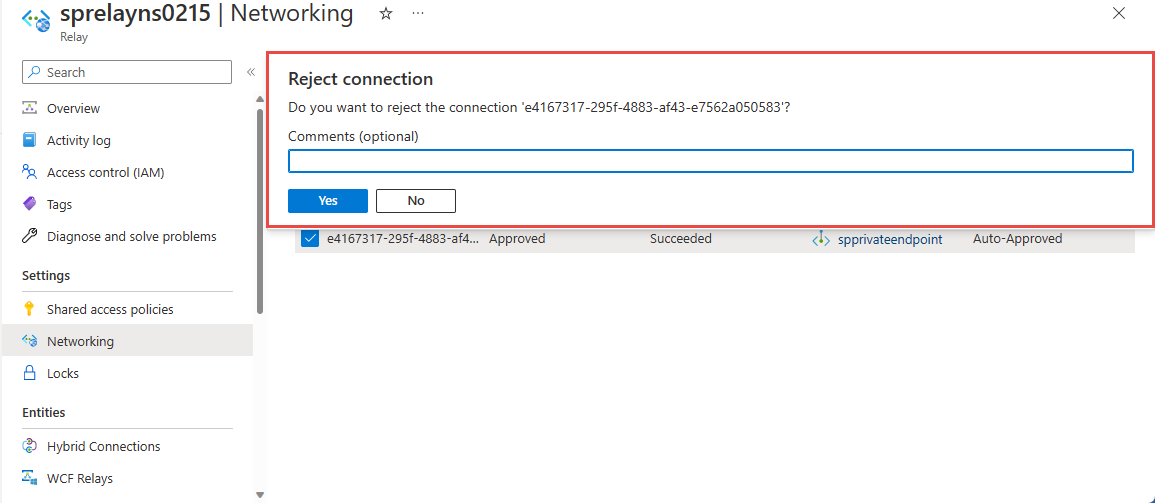 sprelayns0215 | Networking
Relay
Search
Overview
Activity log
Access control (IAM)
Tags
Diagnose and solve problems
Settings
Shared access policies
Networking
Locks
Entities
Hybrid Connections
WCF Relays
Reject connection
Do you want to reject the connection 'e4167317-295f-4883-af43-e7562a050583'?
Comments (optional)
Yes No
e4167317-295f-4883-af4... Approved Succeeded spprivateendpoint Auto-Approved